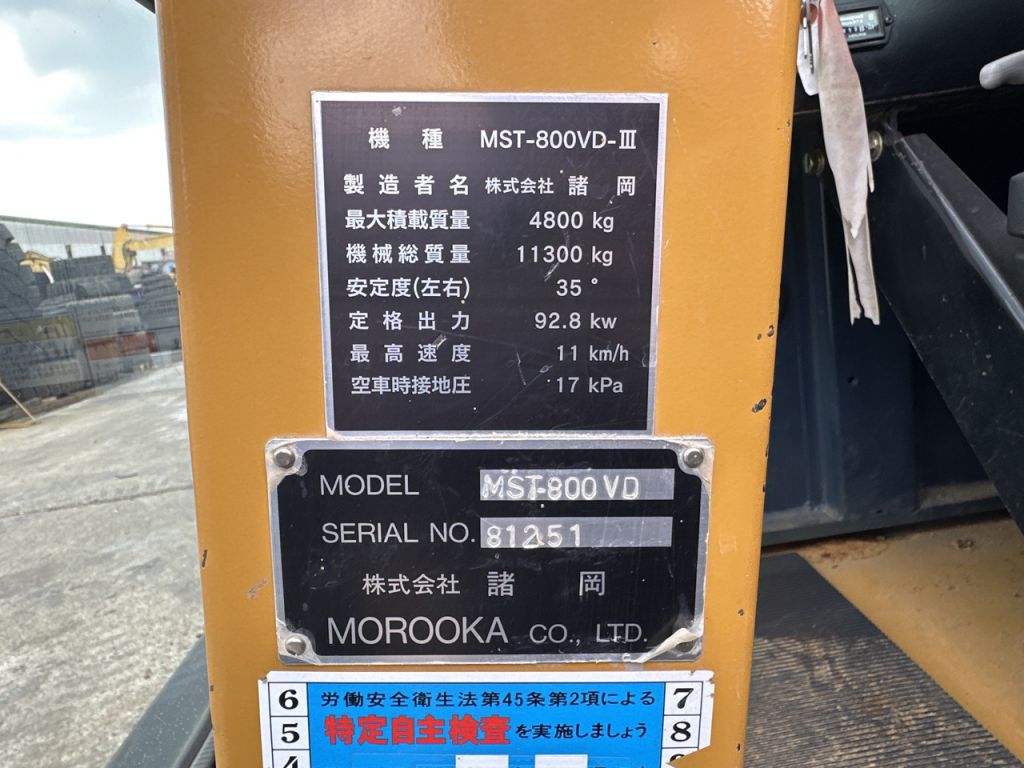 機種 MST-800VD-Ⅲ
製造者名 株式会社 諸岡
最大積載質量 4800 kg
機械総質量 11300 kg
安定度(左右) 35 °
定格出力 92.8 kw
最高速度 11 km/h
空車時接地圧 17 kPa
MODEL MST-800VD
SERIAL NO. 81251
株式会社 諸岡
MOROOKA CO., LTD.
6 労働安全衛生法第45条第2項による 7
5 特定自主検査を実施しましょう 8
4